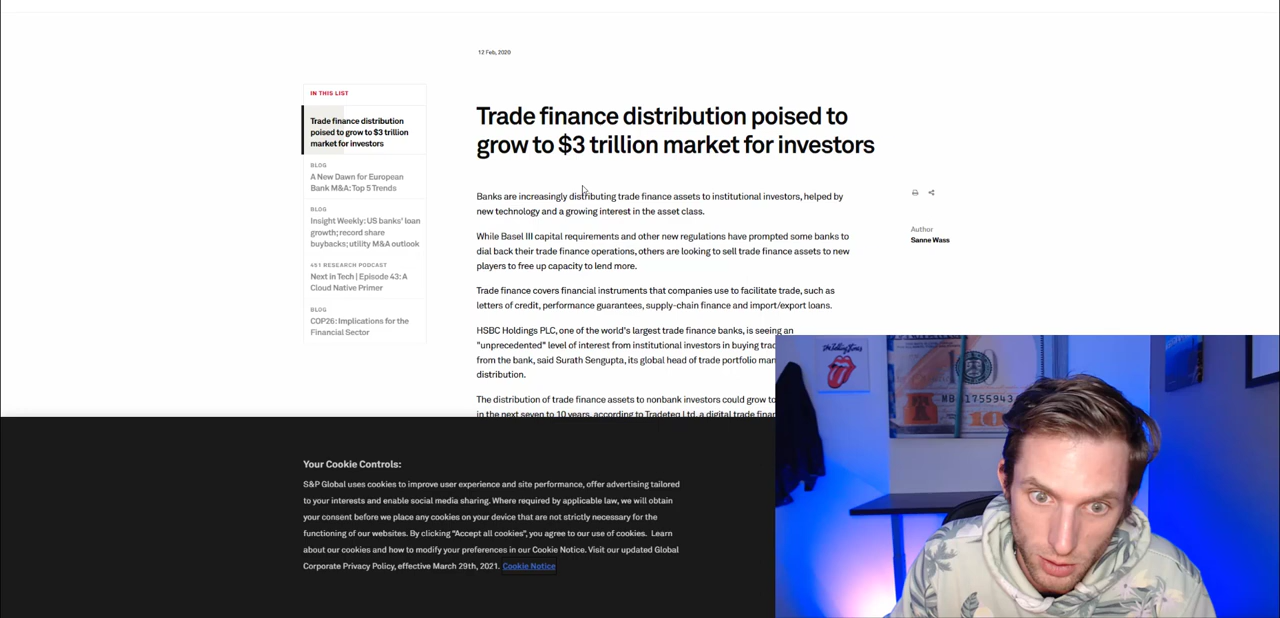 12 Feb, 2020
IN THIS LIST
Trade finance distribution
poised to grow to $3 trillion
market for investors
BLOG
A New Dawn for European
Bank M&A: Top 5 Trends
BLOG
Insight Weekly: US banks' loan
growth; record share
buybacks; utility M&A outlook
451 RESEARCH PODCAST
Next in Tech | Episode 43: A
Cloud Native Primer
BLOG
COP26: Implications for the
Financial Sector
Trade finance distribution poised to
grow to $3 trillion market for investors
Banks are increasingly distributing trade finance assets to institutional investors, helped by
new technology and a growing interest in the asset class.
While Basel III capital requirements and other new regulations have prompted some banks to
dial back their trade finance operations, others are looking to sell trade finance assets to new
players to free up capacity to lend more.
Trade finance covers financial instruments that companies use to facilitate trade, such as
letters of credit, performance guarantees, supply-chain finance and import/export loans.
HSBC Holdings PLC, one of the world's largest trade finance banks, is seeing an
"unprecedented" level of interest from institutional investors in buying
from the bank, said Surath Sengupta, its global head of trade portfolio
distribution.
The distribution of trade finance assets to nonbank investors could grow to
in the next seven to 10 years, according to Tradeteq Ltd, a digital trade
Author
Sanne Wass
Your Cookie Controls:
S&P Global uses cookies to improve user experience and site performance, offer advertising tailored
to your interests and enable social media sharing. Where required by applicable law, we will obtain
your consent before we place any cookies on your device that are not strictly necessary for the
functioning of our websites. By clicking “Accept all cookies”, you agree to our use of cookies. Learn
about our cookies and how to modify your preferences in our Cookie Notice. Visit our updated Global
Corporate Privacy Policy, effective March 29th, 2021. Cookie Notice